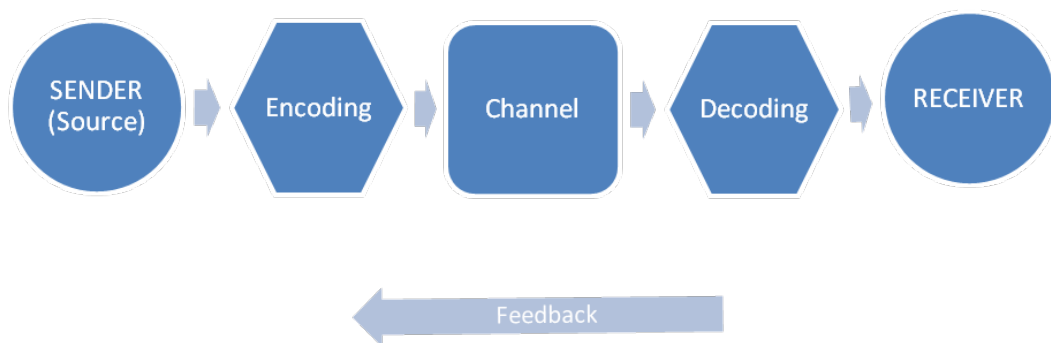 SENDER
(Source)
Encoding
Channel
Decoding
RECEIVER
Feedback